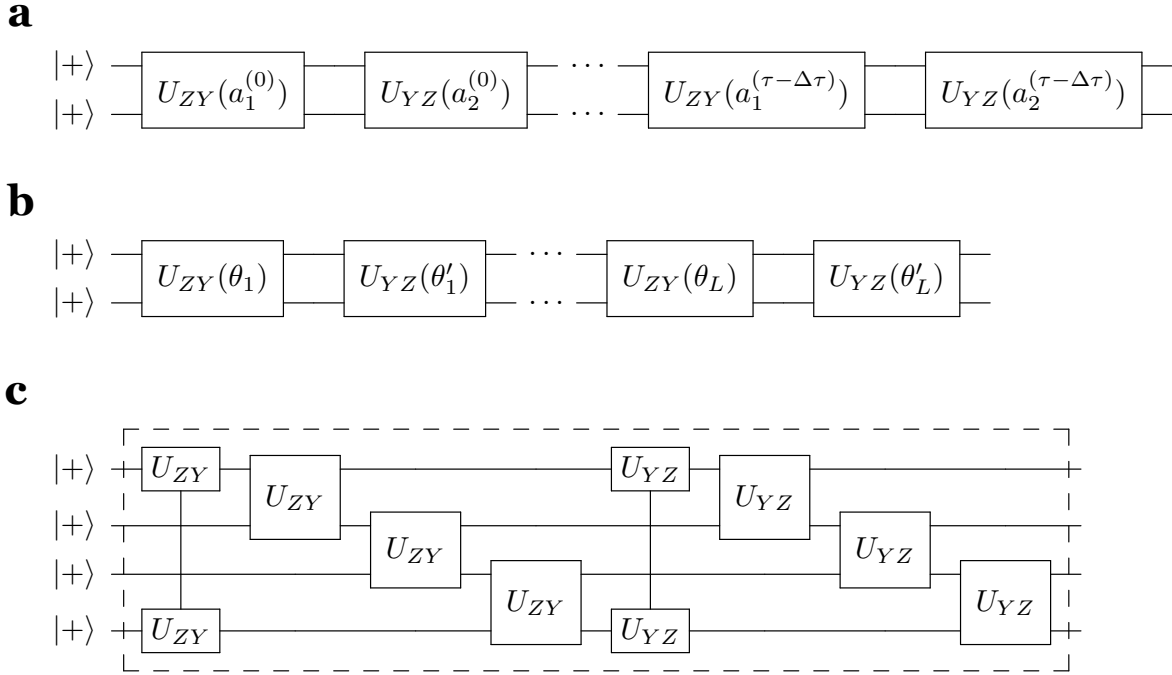 a
|+⟩ U_{ZY}(a_1^{(0)}) U_{YZ}(a_2^{(0)}) ··· U_{ZY}(a_1^{(τ−Δτ)}) U_{YZ}(a_2^{(τ−Δτ)})
|+⟩ ···
b
|+⟩ U_{ZY}(θ_1) U_{YZ}(θ'_1) ··· U_{ZY}(θ_L) U_{YZ}(θ'_L)
|+⟩ ···
c
|+⟩ U_{ZY} U_{YZ}
U_{ZY} U_{YZ}
|+⟩
U_{ZY} U_{YZ}
|+⟩
U_{ZY} U_{YZ}
|+⟩ U_{ZY} U_{YZ}